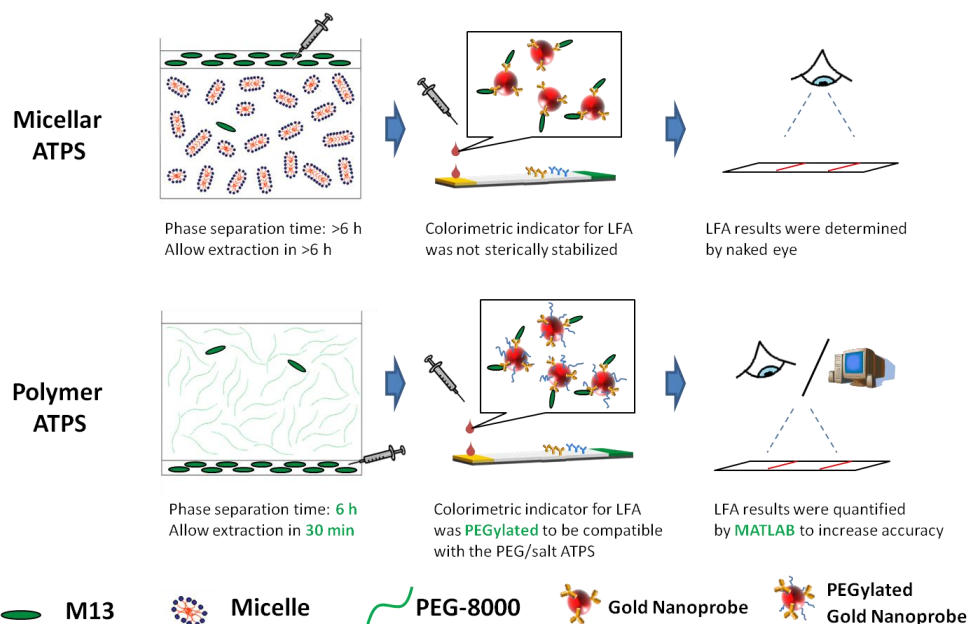 Micellar
ATPS
Phase separation time: >6 h
Allow extraction in >6 h
Colorimetric indicator for LFA
was not sterically stabilized
LFA results were determined
by naked eye
Polymer
ATPS
Phase separation time: 6 h
Allow extraction in 30 min
Colorimetric indicator for LFA
was PEGylated to be compatible
with the PEG/salt ATPS
LFA results were quantified
by MATLAB to increase accuracy
M13
Micelle
PEG-8000
Gold Nanoprobe
PEGylated
Gold Nanoprobe